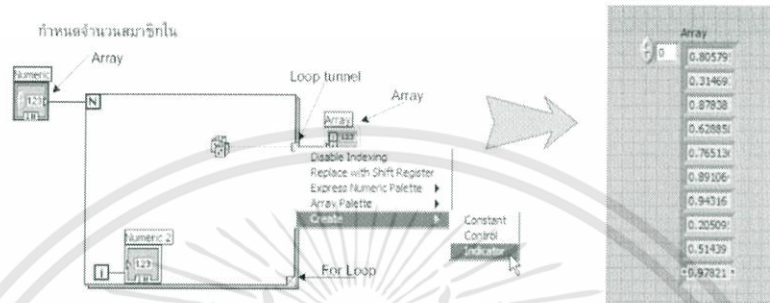 กำหนดจำนวนสมาชิกใน
Array
Numeric
123
N
Loop tunnel
Array
Array
Disable Indexing
Replace with Shift Register
Express Numeric Palette
Array Palette
Create
Constant
Control
Indicator
Numeric 2
123
i
For Loop
Array
0
0.80579
0.31469
0.87838
0.62885
0.76513
0.89106
0.94316
0.20509
0.51439
0.97821